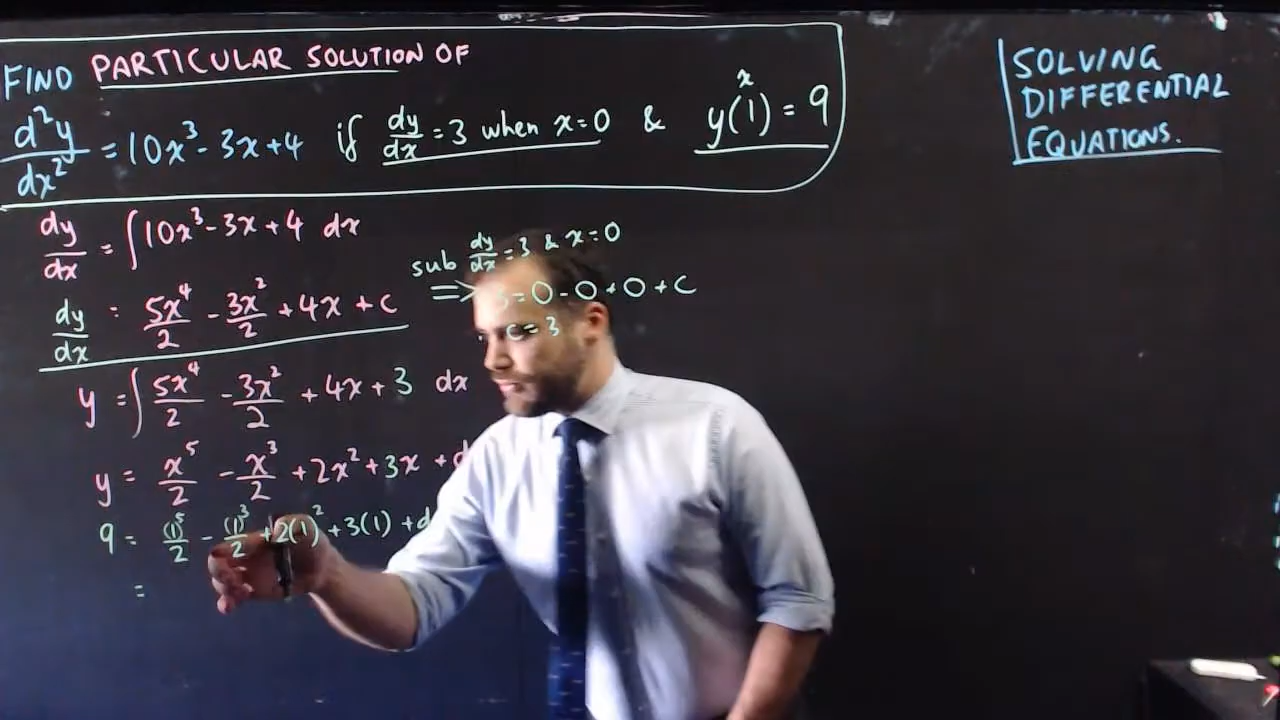 FIND PARTICULAR SOLUTION OF
d²y/dx² = 10x³ - 3x + 4 if dy/dx = 3 when x = 0 & y(1) = 9
x
SOLVING
DIFFERENTIAL
EQUATIONS.
dy/dx = ∫10x³ - 3x + 4 dx
dy/dx = 5x⁴/2 - 3x²/2 + 4x + c
sub dy/dx = 3 & x = 0
⇒ 3 = 0 - 0 + 0 + c
c = 3
y = ∫ 5x⁴/2 - 3x²/2 + 4x + 3 dx
y = x⁵/2 - x³/2 + 2x² + 3x + d
9 = (1)⁵/2 - (1)³/2 + 2(1)² + 3(1) + d
=